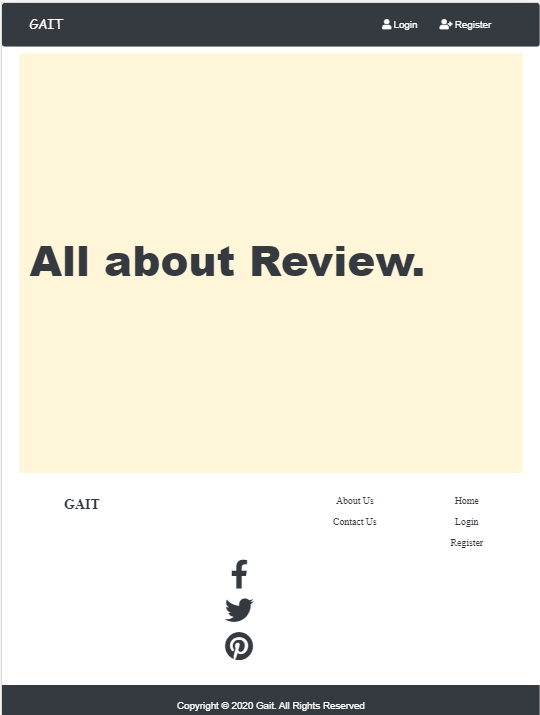 GAIT
Login
Register
All about Review.
GAIT
About Us
Contact Us
Home
Login
Register
Copyright © 2020 Gait. All Rights Reserved